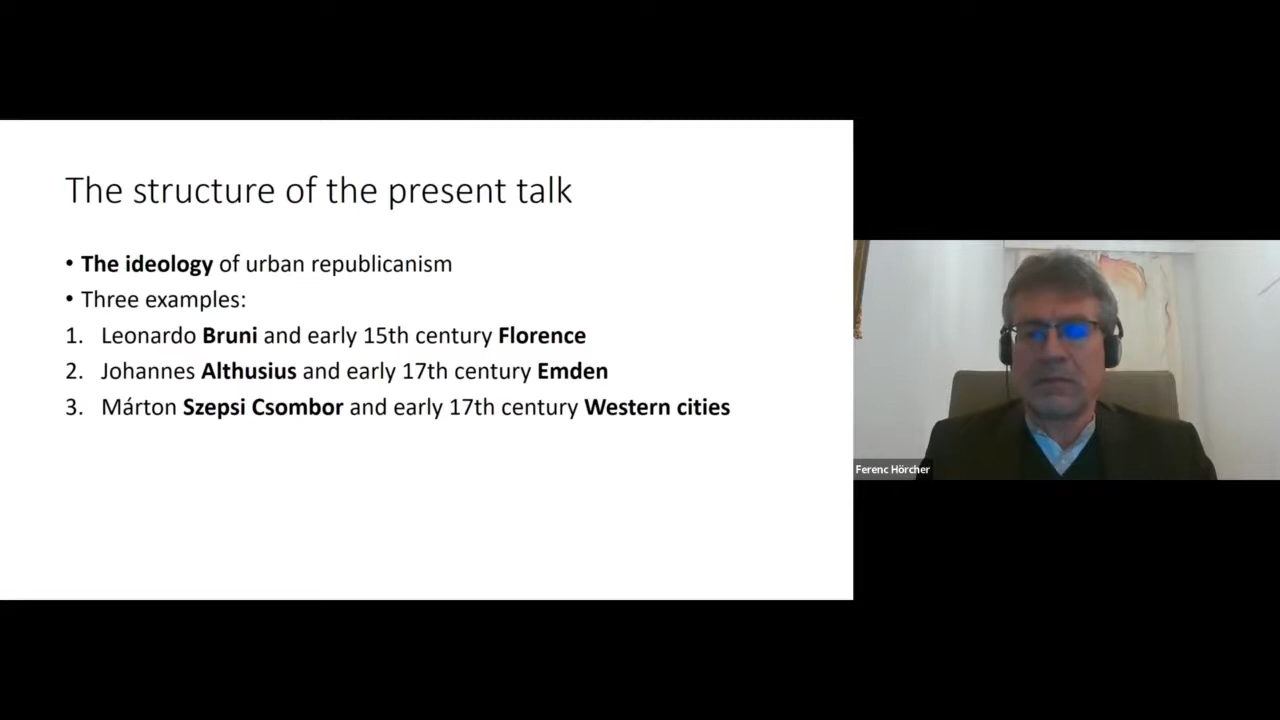 The structure of the present talk
• The ideology of urban republicanism
• Three examples:
1. Leonardo Bruni and early 15th century Florence
2. Johannes Althusius and early 17th century Emden
3. Márton Szepsi Csombor and early 17th century Western cities
Ferenc Hörcher